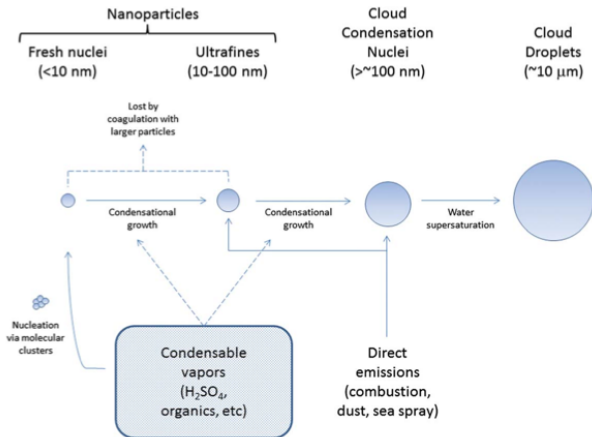 Nanoparticles
Fresh nuclei
(<10 nm)
Ultrafines
(10-100 nm)
Cloud
Condensation
Nuclei
(>~100 nm)
Cloud
Droplets
(~10 μm)
Lost by
coagulation with
larger particles
Condensational
growth
Condensational
growth
Water
supersaturation
Nucleation
via molecular
clusters
Condensable
vapors
(H₂SO₄,
organics, etc)
Direct
emissions
(combustion,
dust, sea spray)